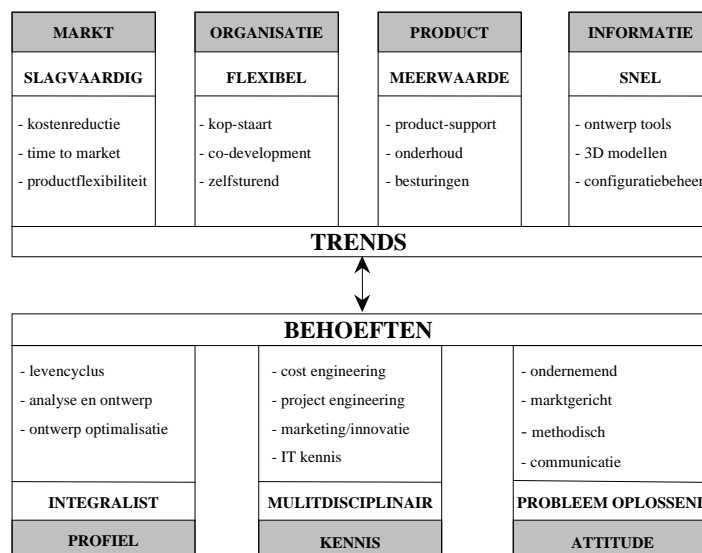 MARKT
SLAGVAARDIG
- kostenreductie
- time to market
- productflexibiliteit
ORGANISATIE
FLEXIBEL
- kop-staart
- co-development
- zelfsturend
PRODUCT
MEERWAARDE
- product-support
- onderhoud
- besturingen
INFORMATIE
SNEL
- ontwerp tools
- 3D modellen
- configuratiebeheer
TRENDS
BEHOEFTEN
- levencyclus
- analyse en ontwerp
- ontwerp optimalisatie
INTEGRALIST
PROFIEL
- cost engineering
- project engineering
- marketing/innovatie
- IT kennis
MULITDISCIPLINAIR
KENNIS
- ondernemend
- marktgericht
- methodisch
- communicatie
PROBLEEM OPLOSSEND
ATTITUDE